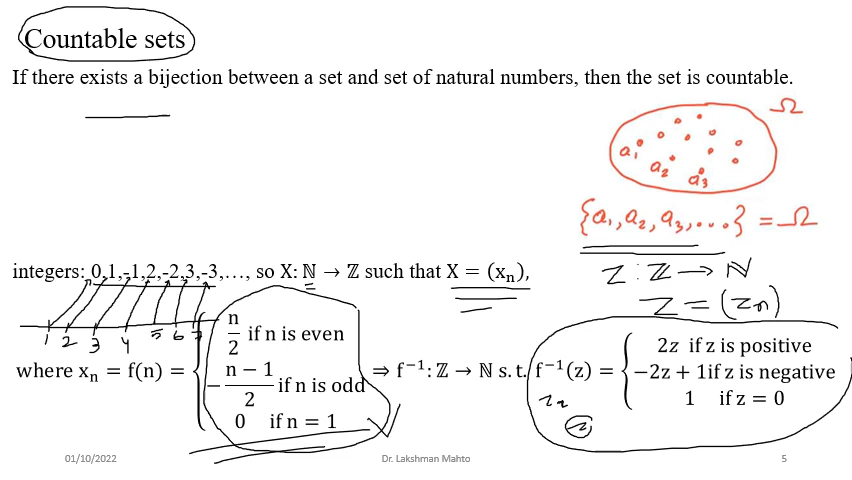 Countable sets
If there exists a bijection between a set and set of natural numbers, then the set is countable.
Ω
a₁
a₂
a₃
{a₁, a₂, a₃, ...} = Ω
integers: 0,1,-1,2,-2,3,-3,…, so X: ℕ → ℤ such that X = (xₙ),
Z : ℤ → ℕ
Z = (zₙ)
1 2 3 4 5 6 7
where xₙ = f(n) = { n/2 if n is even
− (n − 1)/2 if n is odd
0 if n = 1
⇒ f⁻¹: ℤ → ℕ s. t. f⁻¹(z) = { 2z if z is positive
−2z + 1if z is negative
1 if z = 0
01/10/2022
Dr. Lakshman Mahto
5